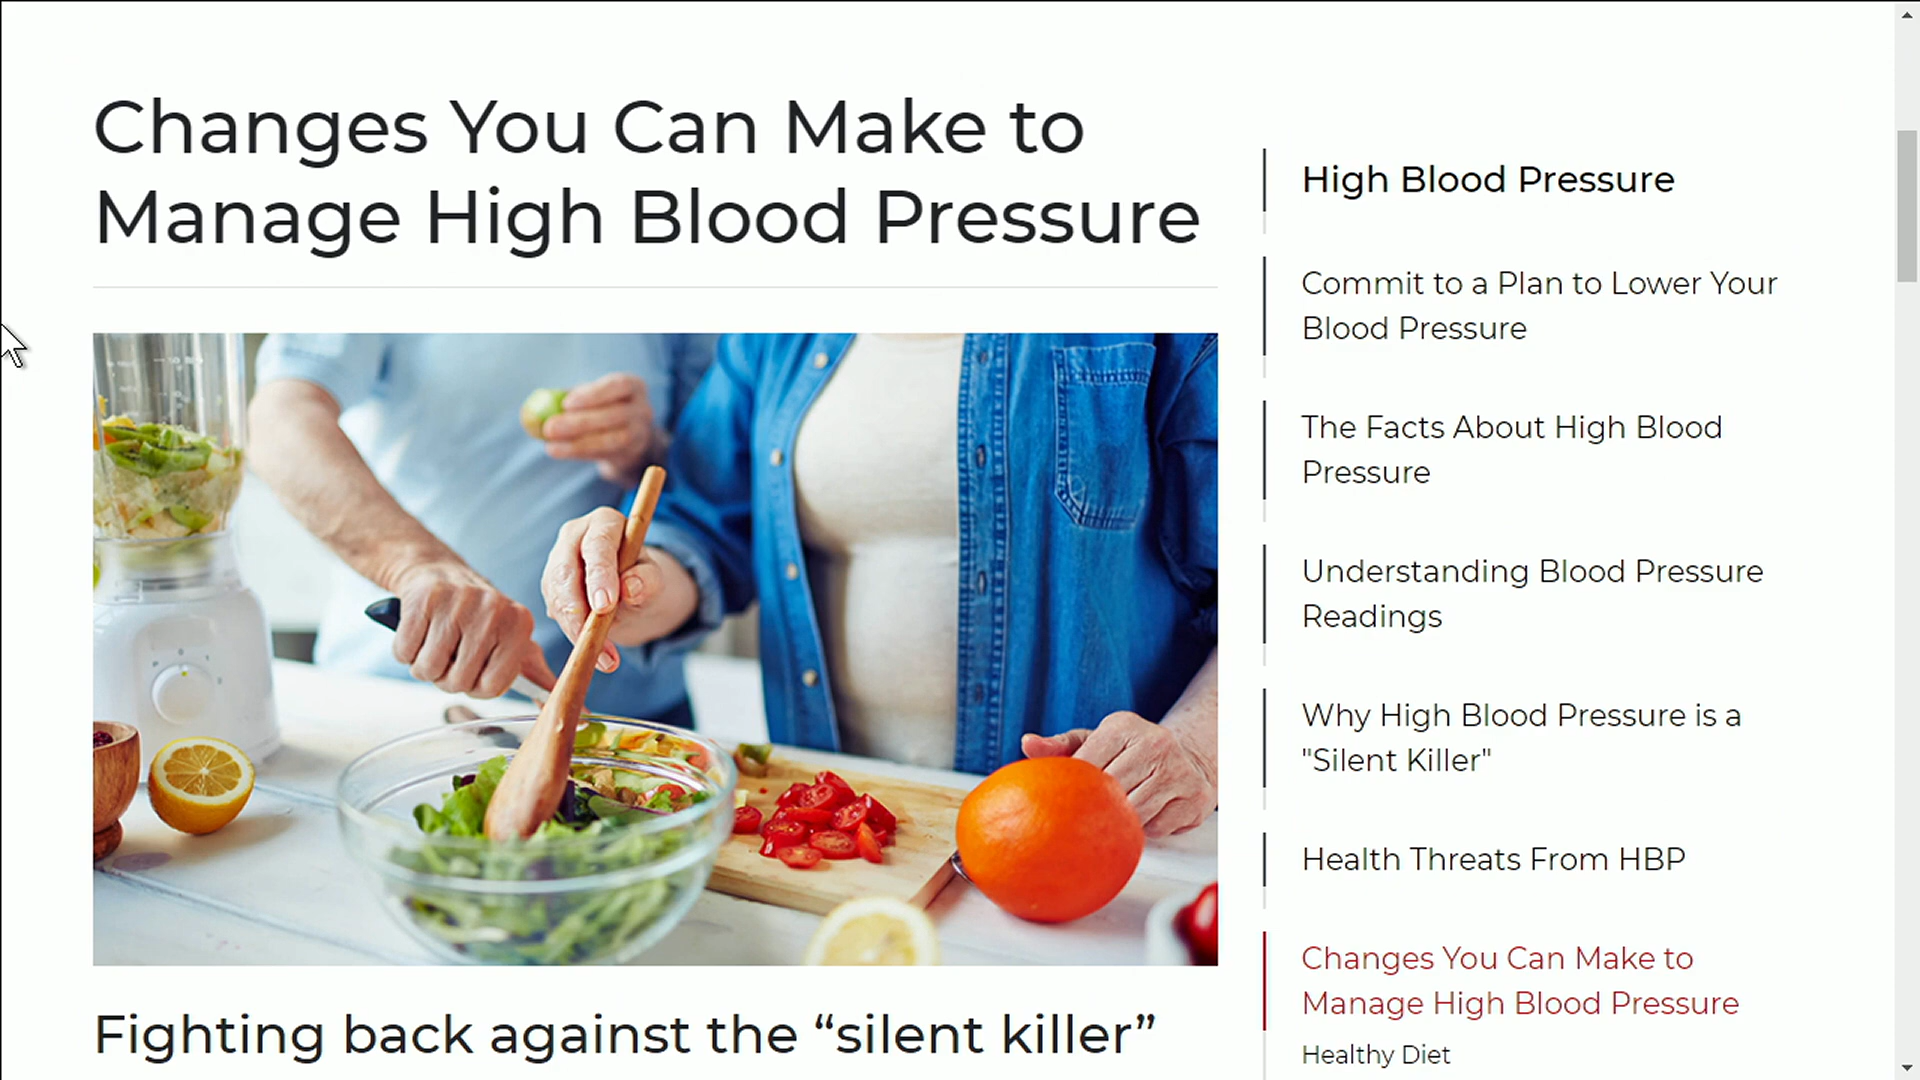 Changes You Can Make to
Manage High Blood Pressure
Fighting back against the “silent killer”
High Blood Pressure
Commit to a Plan to Lower Your
Blood Pressure
The Facts About High Blood
Pressure
Understanding Blood Pressure
Readings
Why High Blood Pressure is a
"Silent Killer"
Health Threats From HBP
Changes You Can Make to
Manage High Blood Pressure
Healthy Diet